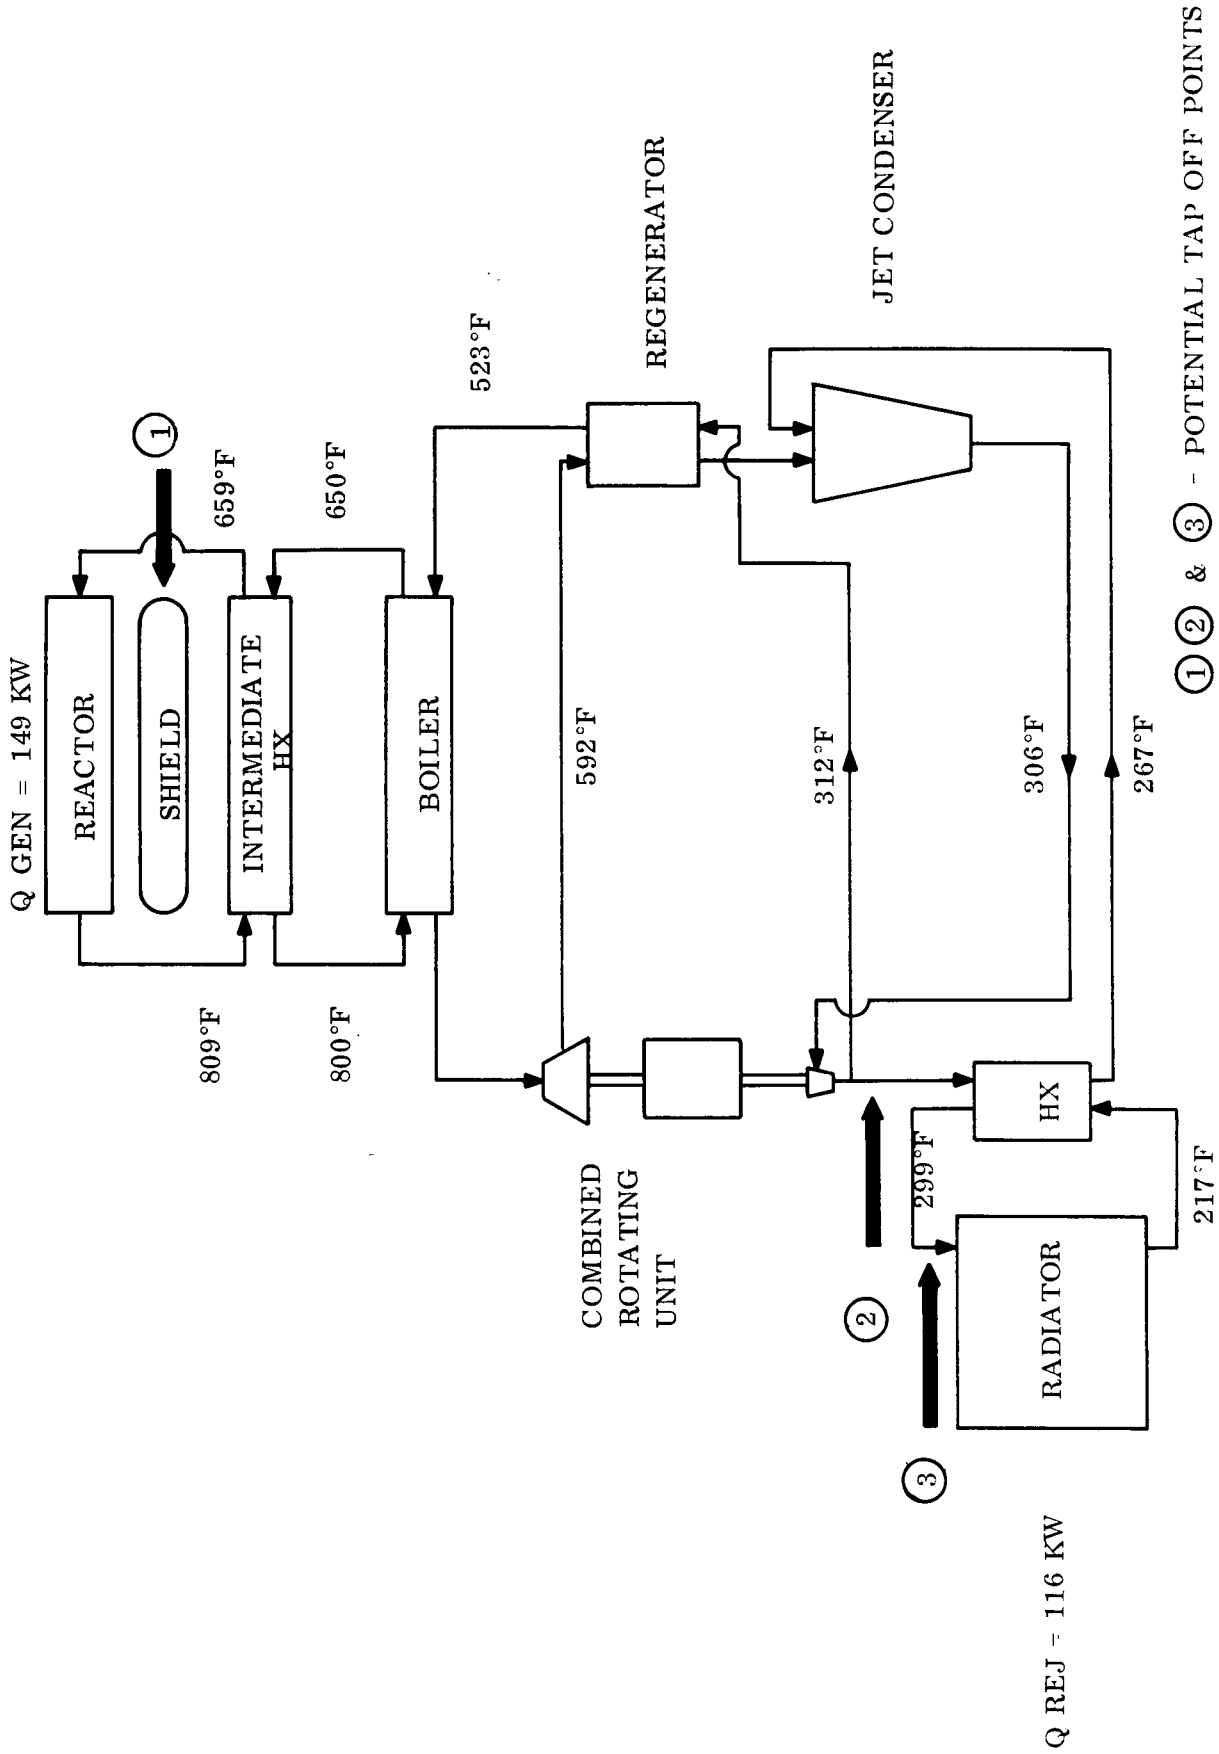 Q GEN = 149 KW
REACTOR
SHIELD
INTERMEDIATE
HX
BOILER
1
659°F
650°F
809°F
800°F
523°F
592°F
REGENERATOR
COMBINED
ROTATING
UNIT
312°F
JET CONDENSER
306°F
267°F
2
299°F
HX
3
RADIATOR
217°F
Q REJ = 116 KW
1 2 & 3 - POTENTIAL TAP OFF POINTS